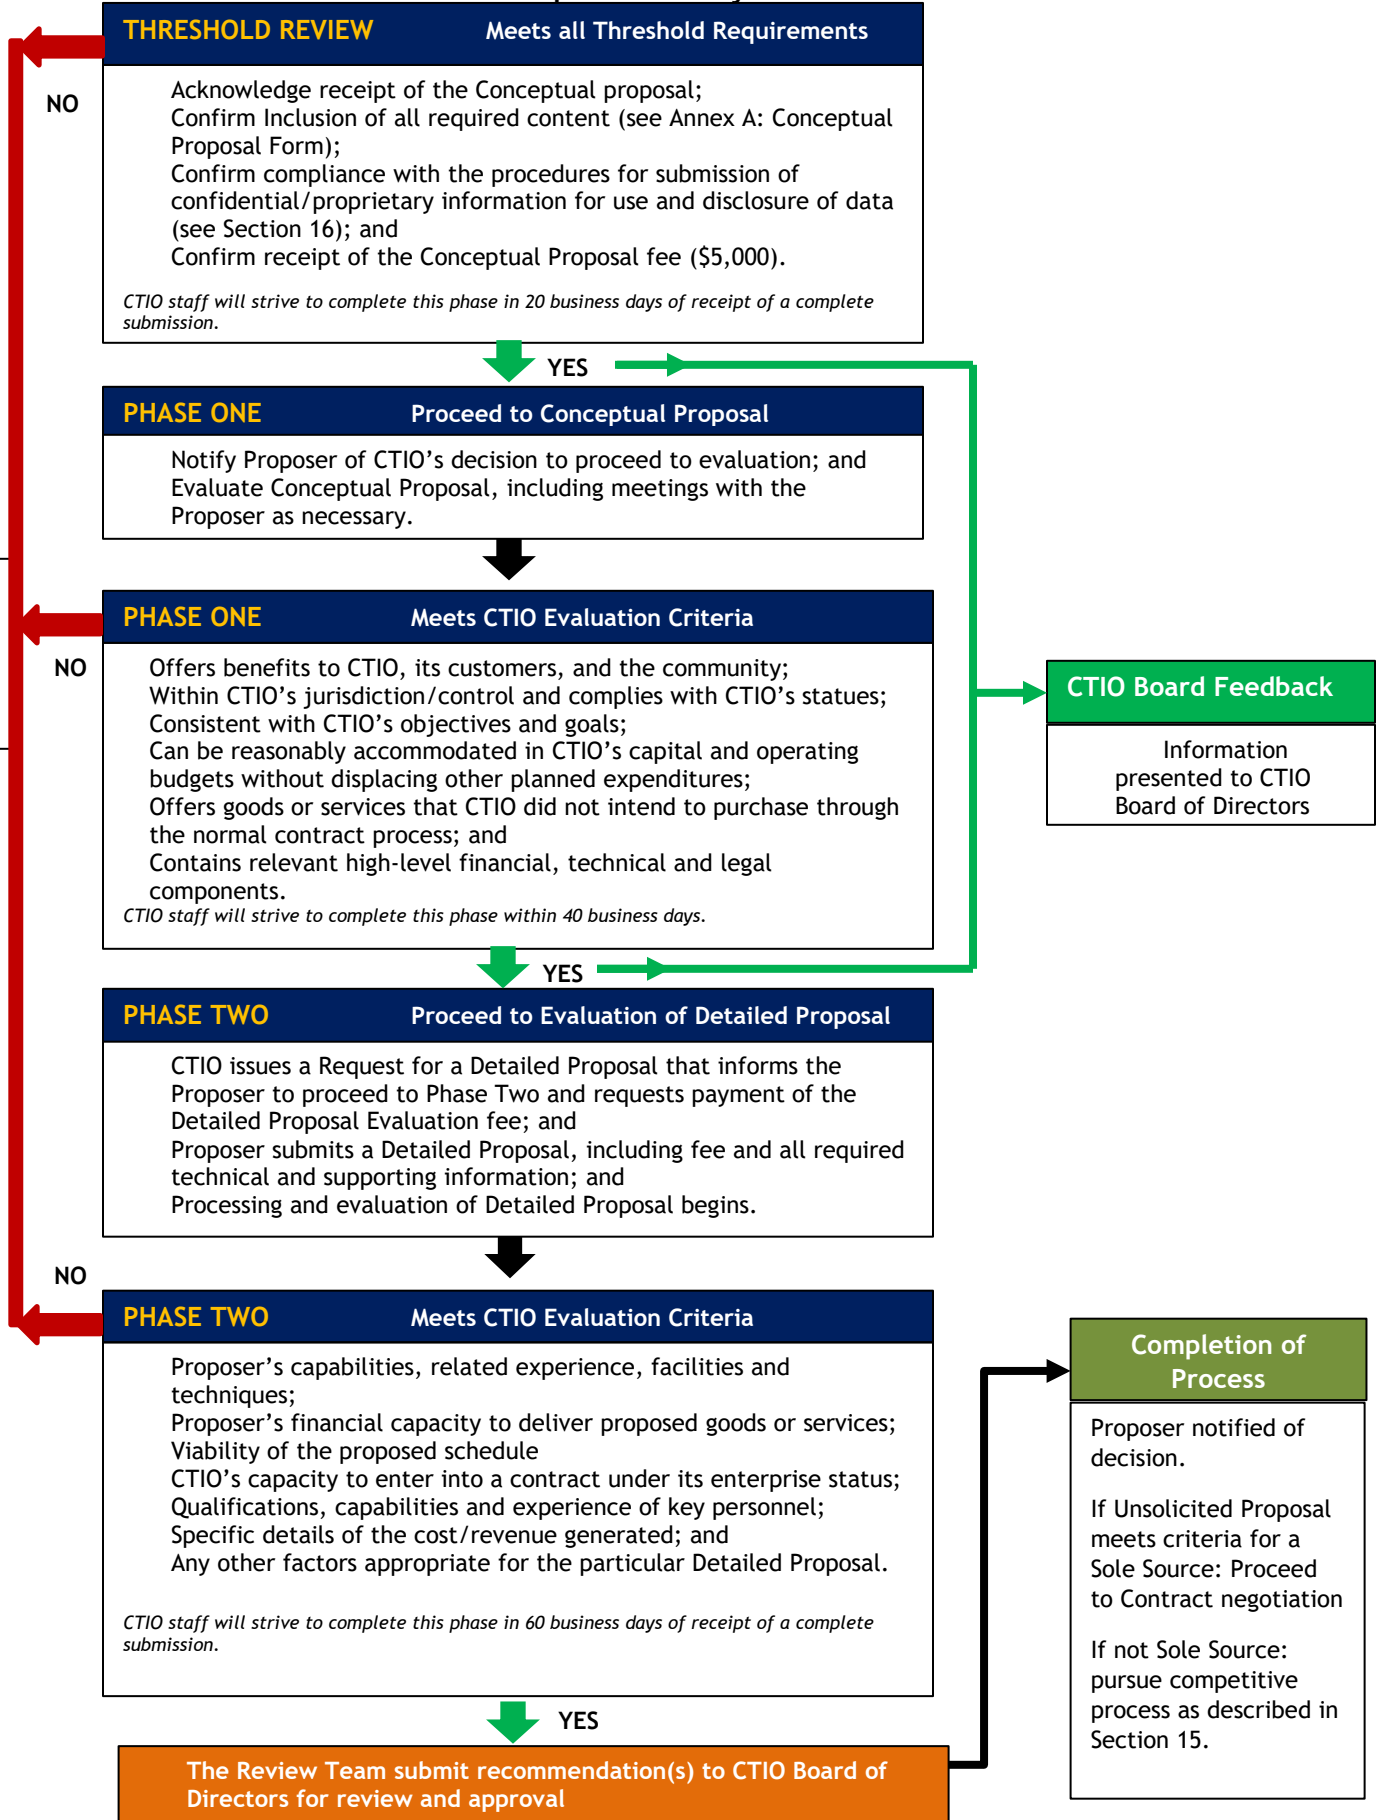 THRESHOLD REVIEW Meets all Threshold Requirements
NO
Acknowledge receipt of the Conceptual proposal;
Confirm Inclusion of all required content (see Annex A: Conceptual
Proposal Form);
Confirm compliance with the procedures for submission of
confidential/proprietary information for use and disclosure of data
(see Section 16); and
Confirm receipt of the Conceptual Proposal fee ($5,000).
CTIO staff will strive to complete this phase in 20 business days of receipt of a complete
submission.
YES
PHASE ONE Proceed to Conceptual Proposal
Notify Proposer of CTIO’s decision to proceed to evaluation; and
Evaluate Conceptual Proposal, including meetings with the
Proposer as necessary.
PHASE ONE Meets CTIO Evaluation Criteria
NO
Offers benefits to CTIO, its customers, and the community;
Within CTIO’s jurisdiction/control and complies with CTIO’s statues;
Consistent with CTIO’s objectives and goals;
Can be reasonably accommodated in CTIO’s capital and operating
budgets without displacing other planned expenditures;
Offers goods or services that CTIO did not intend to purchase through
the normal contract process; and
Contains relevant high-level financial, technical and legal
components.
CTIO staff will strive to complete this phase within 40 business days.
CTIO Board Feedback
Information
presented to CTIO
Board of Directors
YES
PHASE TWO Proceed to Evaluation of Detailed Proposal
CTIO issues a Request for a Detailed Proposal that informs the
Proposer to proceed to Phase Two and requests payment of the
Detailed Proposal Evaluation fee; and
Proposer submits a Detailed Proposal, including fee and all required
technical and supporting information; and
Processing and evaluation of Detailed Proposal begins.
NO
PHASE TWO Meets CTIO Evaluation Criteria
Proposer’s capabilities, related experience, facilities and
techniques;
Proposer’s financial capacity to deliver proposed goods or services;
Viability of the proposed schedule
CTIO’s capacity to enter into a contract under its enterprise status;
Qualifications, capabilities and experience of key personnel;
Specific details of the cost/revenue generated; and
Any other factors appropriate for the particular Detailed Proposal.
CTIO staff will strive to complete this phase in 60 business days of receipt of a complete
submission.
YES
The Review Team submit recommendation(s) to CTIO Board of
Directors for review and approval
Completion of
Process
Proposer notified of
decision.
If Unsolicited Proposal
meets criteria for a
Sole Source: Proceed
to Contract negotiation
If not Sole Source:
pursue competitive
process as described in
Section 15.